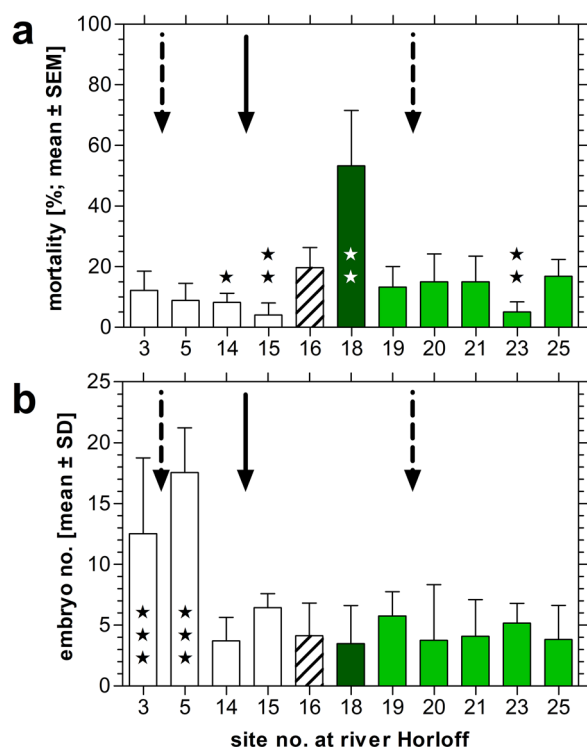 a
mortality [%; mean ± SEM]
100
80
60
40
20
0
3 5 14 15 16 18 19 20 21 23 25
b
embryo no. [mean ± SD]
25
20
15
10
5
0
3 5 14 15 16 18 19 20 21 23 25
site no. at river Horloff